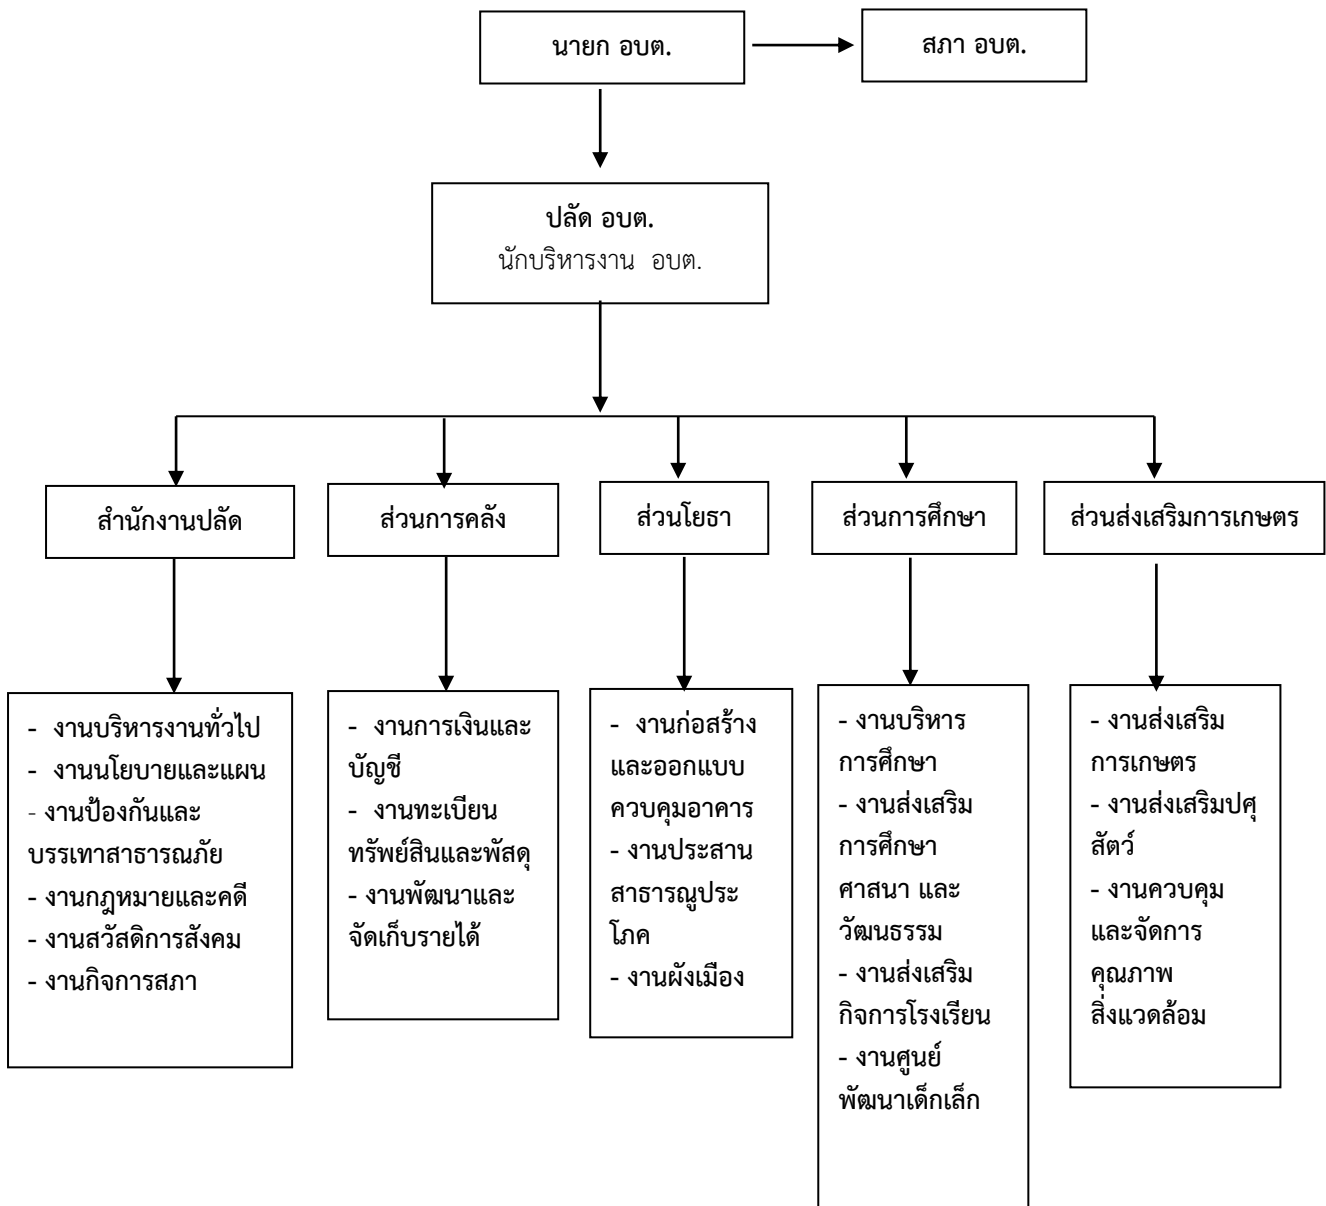 นายก อบต.
สภา อบต.
ปลัด อบต.
นักบริหารงาน อบต.
สำนักงานปลัด
ส่วนการคลัง
ส่วนโยธา
ส่วนการศึกษา
ส่วนส่งเสริมการเกษตร
- งานบริหารงานทั่วไป
- งานนโยบายและแผน
- งานป้องกันและ
บรรเทาสาธารณภัย
- งานกฎหมายและคดี
- งานสวัสดิการสังคม
- งานกิจการสภา
- งานการเงินและ
บัญชี
- งานทะเบียน
ทรัพย์สินและพัสดุ
- งานพัฒนาและ
จัดเก็บรายได้
- งานก่อสร้าง
และออกแบบ
ควบคุมอาคาร
- งานประสาน
สาธารณูประ
โภค
- งานผังเมือง
- งานบริหาร
การศึกษา
- งานส่งเสริม
การศึกษา
ศาสนา และ
วัฒนธรรม
- งานส่งเสริม
กิจการโรงเรียน
- งานศูนย์
พัฒนาเด็กเล็ก
- งานส่งเสริม
การเกษตร
- งานส่งเสริมปศุ
สัตว์
- งานควบคุม
และจัดการ
คุณภาพ
สิ่งแวดล้อม